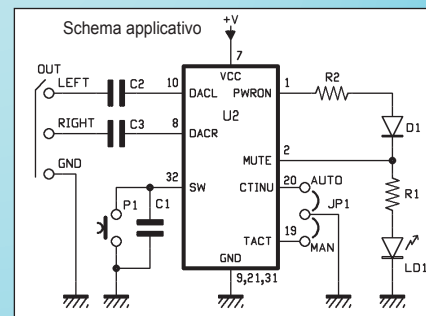 Schema applicativo
+V
7
VCC
OUT
LEFT
C2
10
DACL
PWRON
1
R2
U2
D1
RIGHT
C3
8
DACR
MUTE
2
GND
32
SW
CTINU
20
AUTO
R1
P1
C1
JP1
TACT
19
MAN
LD1
GND
9,21,31